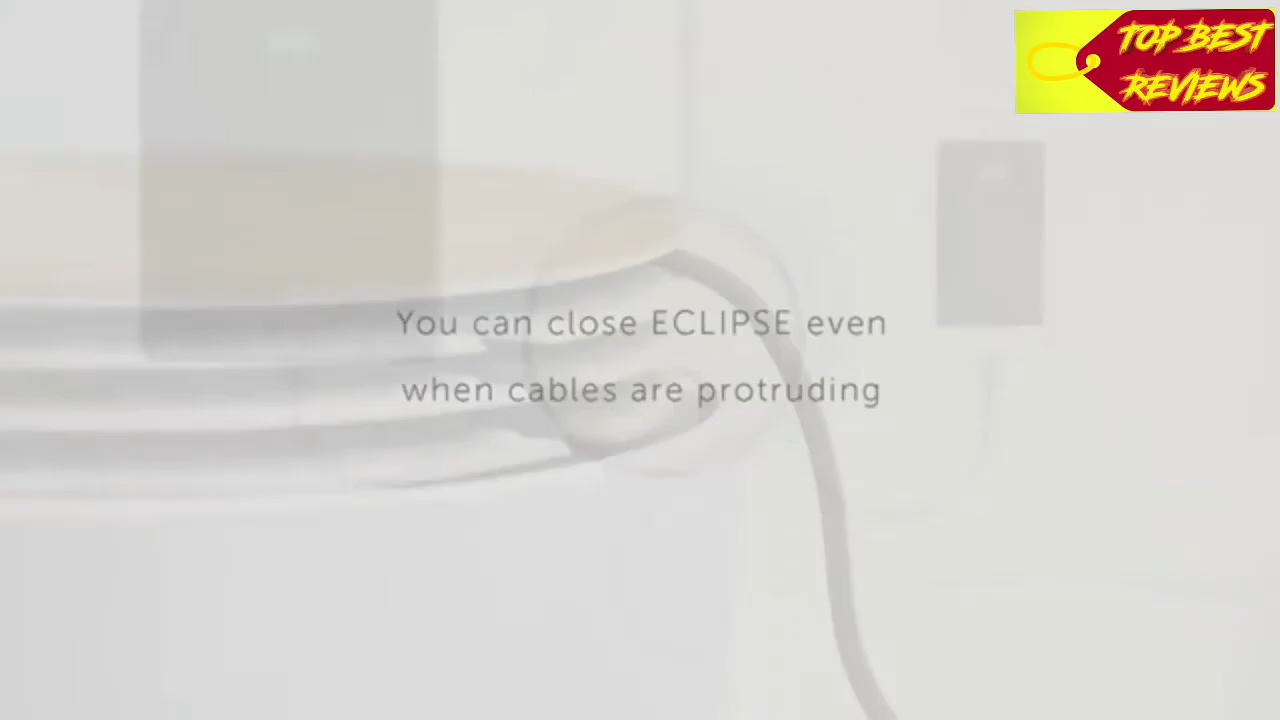 TOP BEST
REVIEWS
You can close ECLIPSE even
when cables are protruding